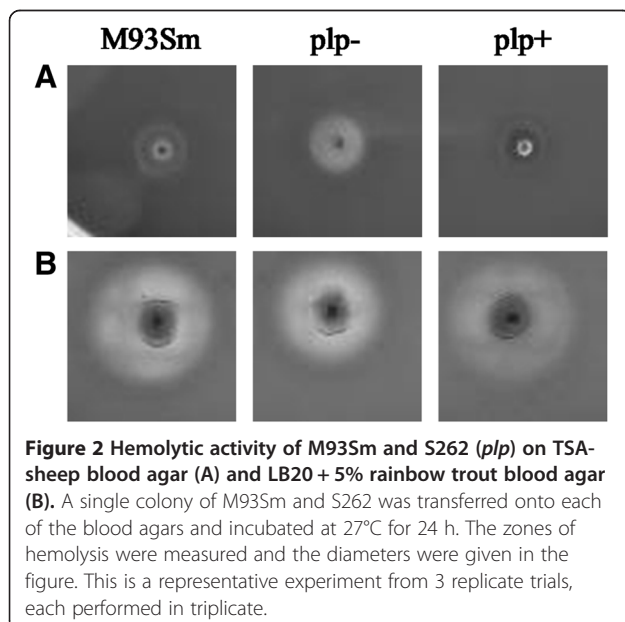 M93Sm plp- plp+
A
B
Figure 2 Hemolytic activity of M93Sm and S262 (plp) on TSA-
sheep blood agar (A) and LB20 + 5% rainbow trout blood agar
(B). A single colony of M93Sm and S262 was transferred onto each
of the blood agars and incubated at 27°C for 24 h. The zones of
hemolysis were measured and the diameters were given in the
figure. This is a representative experiment from 3 replicate trials,
each performed in triplicate.